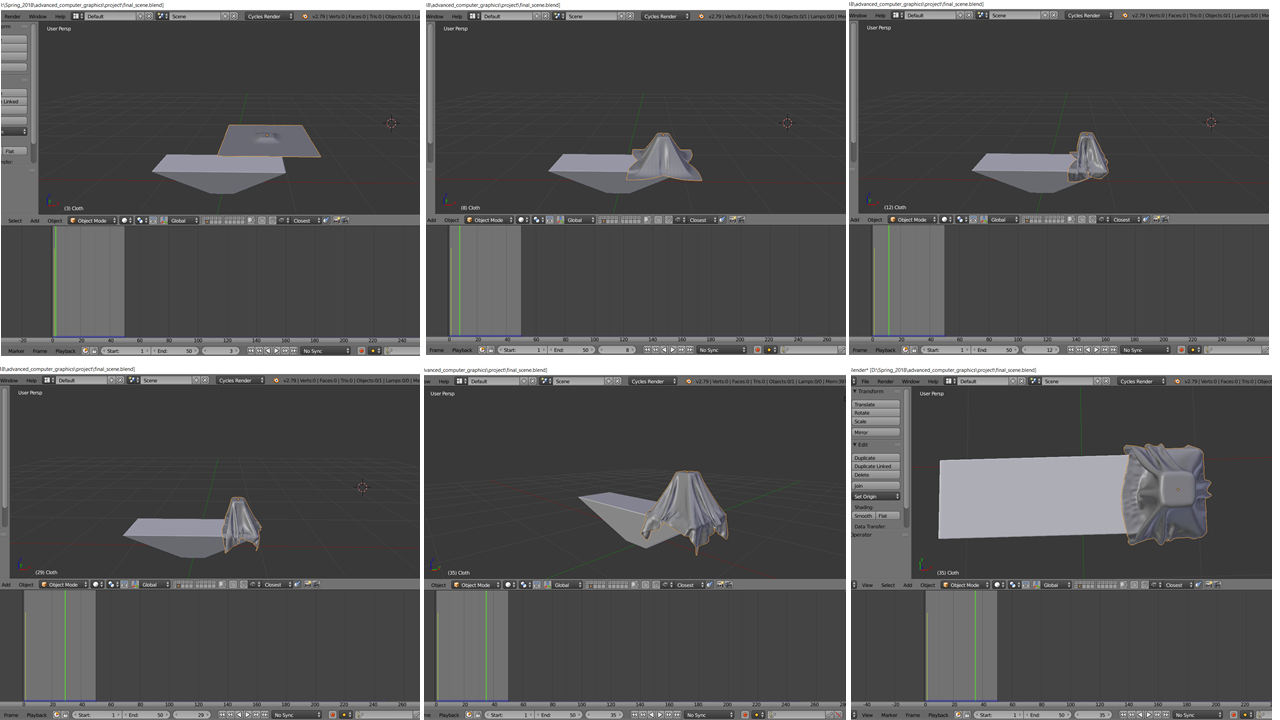 \Spring_2018\advanced_computer_graphics\project\final_scene.blend]
Render Window Help Default Scene Cycles Render v2.79 | Verts:0 | Faces:0 | Tris:0 | Objects:0/1 | L
User Persp
Linked
Flat
(3) Cloth
Select Add Object Object Mode Global Closest
-20 0 20 40 60 80 100 120 140 160 180 200 220 240
Marker Frame Playback Start: 1 End: 50 3 No Sync
8\advanced_computer_graphics\project\final_scene.blend]
Window Help Default Scene Cycles Render v2.79 | Verts:0 | Faces:0 | Tris:0 | Objects:0/1 | Lamps:0/0 | Me
User Persp
(8) Cloth
Add Object Object Mode Global Closest
0 20 40 60 80 100 120 140 160 180 200 220 240 260
Frame Playback Start: 1 End: 50 8 No Sync
8\advanced_computer_graphics\project\final_scene.blend]
Window Help Default Scene Cycles Render v2.79 | Verts:0 | Faces:0 | Tris:0 | Objects:0/1 | Lamps:0/0 | Me
User Persp
(12) Cloth
Add Object Object Mode Global Closest
0 20 40 60 80 100 120 140 160 180 200 220 240 260
Frame Playback Start: 1 End: 50 12 No Sync
8\advanced_computer_graphics\project\final_scene.blend]
Window Help Default Scene Cycles Render v2.79 | Verts:0 | Faces:0 | Tris:0 | Objects:0/1 | Lamps:0/0 | M
User Persp
(29) Cloth
Add Object Object Mode Global Closest
0 20 40 60 80 100 120 140 160 180 200 220 240 260
Frame Playback Start: 1 End: 50 29 No Sync
\advanced_computer_graphics\project\final_scene.blend]
Help Default Scene Cycles Render v2.79 | Verts:0 | Faces:0 | Tris:0 | Objects:0/1 | Lamps:0/0 | Mem:
User Persp
(35) Cloth
Object Object Mode Global Closest
0 20 40 60 80 100 120 140 160 180 200 220 240 260 280
Frame Playback Start: 1 End: 50 35 No Sync
Blender* [D:\Spring_2018\advanced_computer_graphics\project\final_scene.blend]
File Render Window Help Default Scene Cycles Render v2.79 | Verts:0 | Faces:0 | Tris:0 | Objec
Transform
User Persp
Translate
Rotate
Scale
Mirror
Edit
Duplicate
Duplicate Linked
Delete
Join
Set Origin
Shading:
Smooth Flat
Data Transfer
Operator
(35) Cloth
View Select Add Object Object Mode Global Closest
-40 -20 0 20 40 60 80 100 120 140 160 180 200 220
View Marker Frame Playback Start: 1 End: 50 35 No Sync